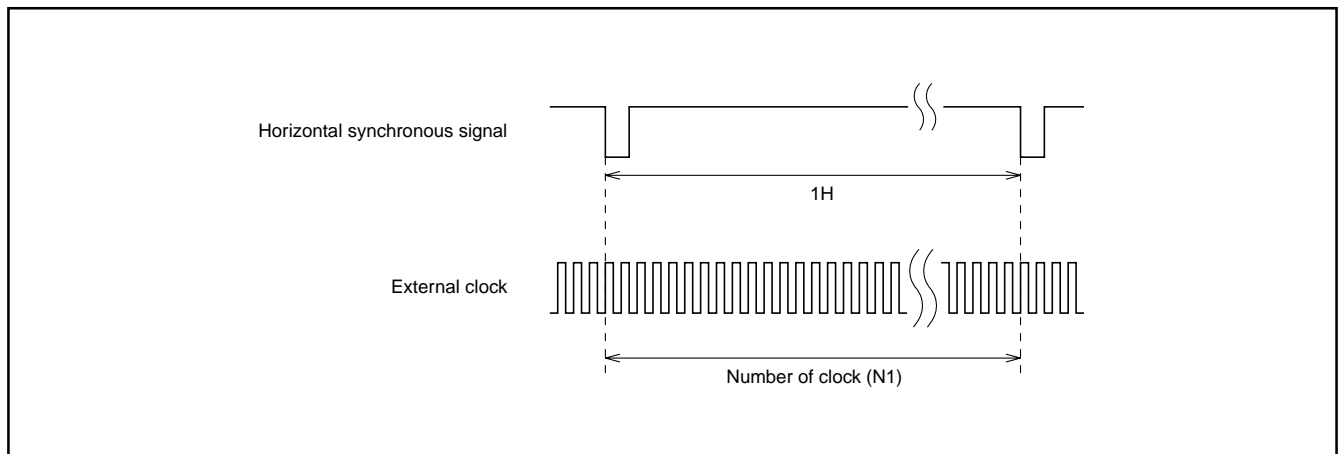 Horizontal synchronous signal
1H
External clock
Number of clock (N1)